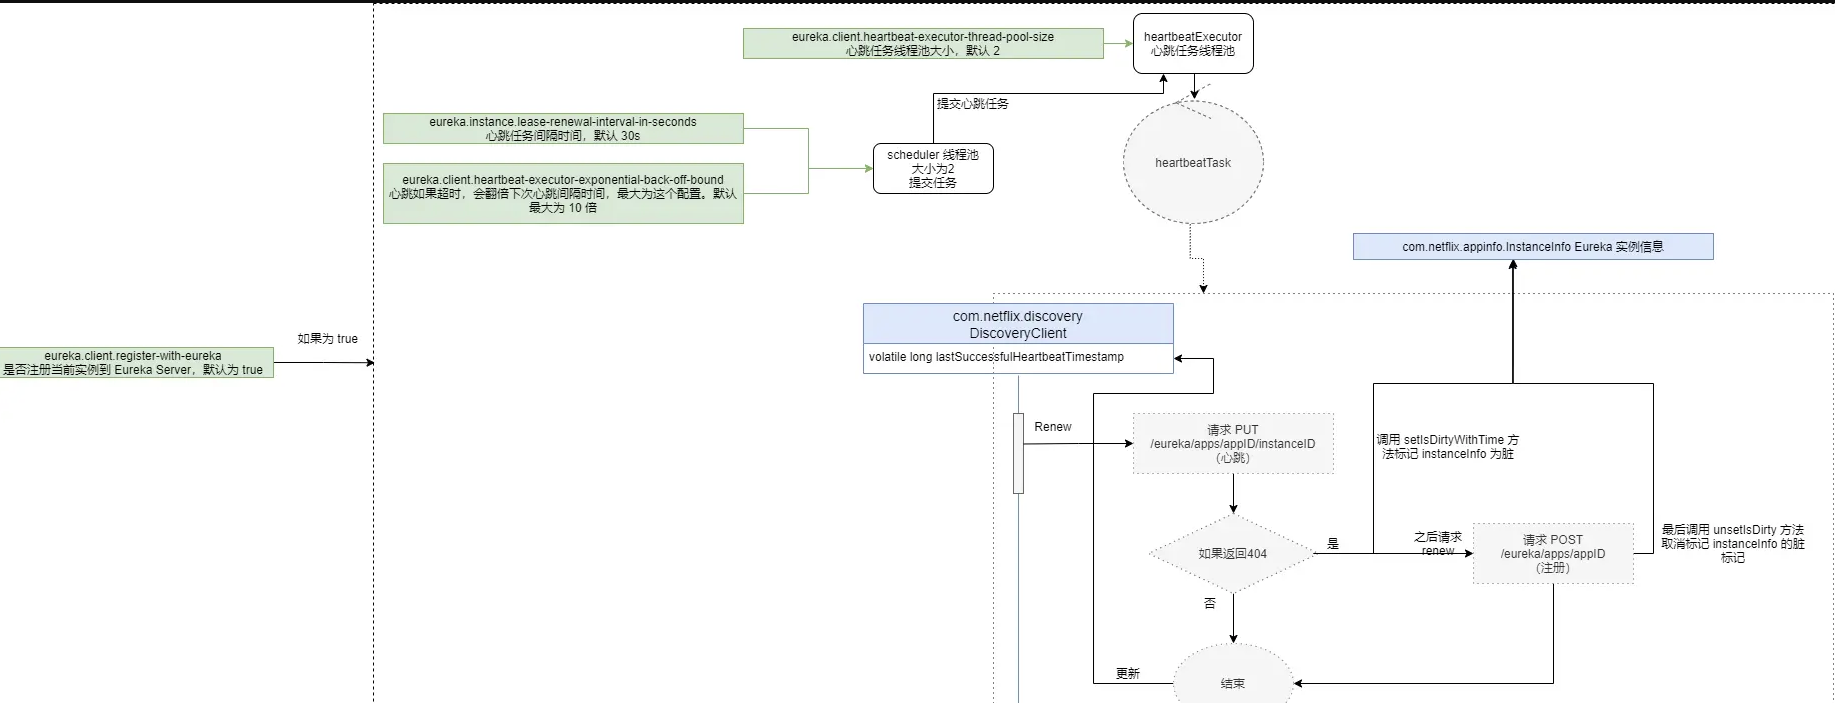 eureka.client.heartbeat-executor-thread-pool-size
心跳任务线程池大小，默认 2
heartbeatExecutor
心跳任务线程池
提交心跳任务
eureka.instance.lease-renewal-interval-in-seconds
心跳任务间隔时间，默认 30s
scheduler 线程池
大小为2
提交任务
heartbeatTask
eureka.client.heartbeat-executor-exponential-back-off-bound
心跳如果超时，会翻倍下次心跳间隔时间，最大为这个配置。默认
最大为 10 倍
com.netflix.appinfo.InstanceInfo Eureka 实例信息
com.netflix.discovery
DiscoveryClient
volatile long lastSuccessfulHeartbeatTimestamp
如果为 true
eureka.client.register-with-eureka
是否注册当前实例到 Eureka Server，默认为 true
Renew
请求 PUT
/eureka/apps/appID/instanceID
(心跳)
调用 setIsDirtyWithTime 方
法标记 instanceInfo 为脏
如果返回404
是
之后请求
renew
请求 POST
/eureka/apps/appID
(注册)
最后调用 unsetIsDirty 方法
取消标记 instanceInfo 的脏
标记
否
更新
结束